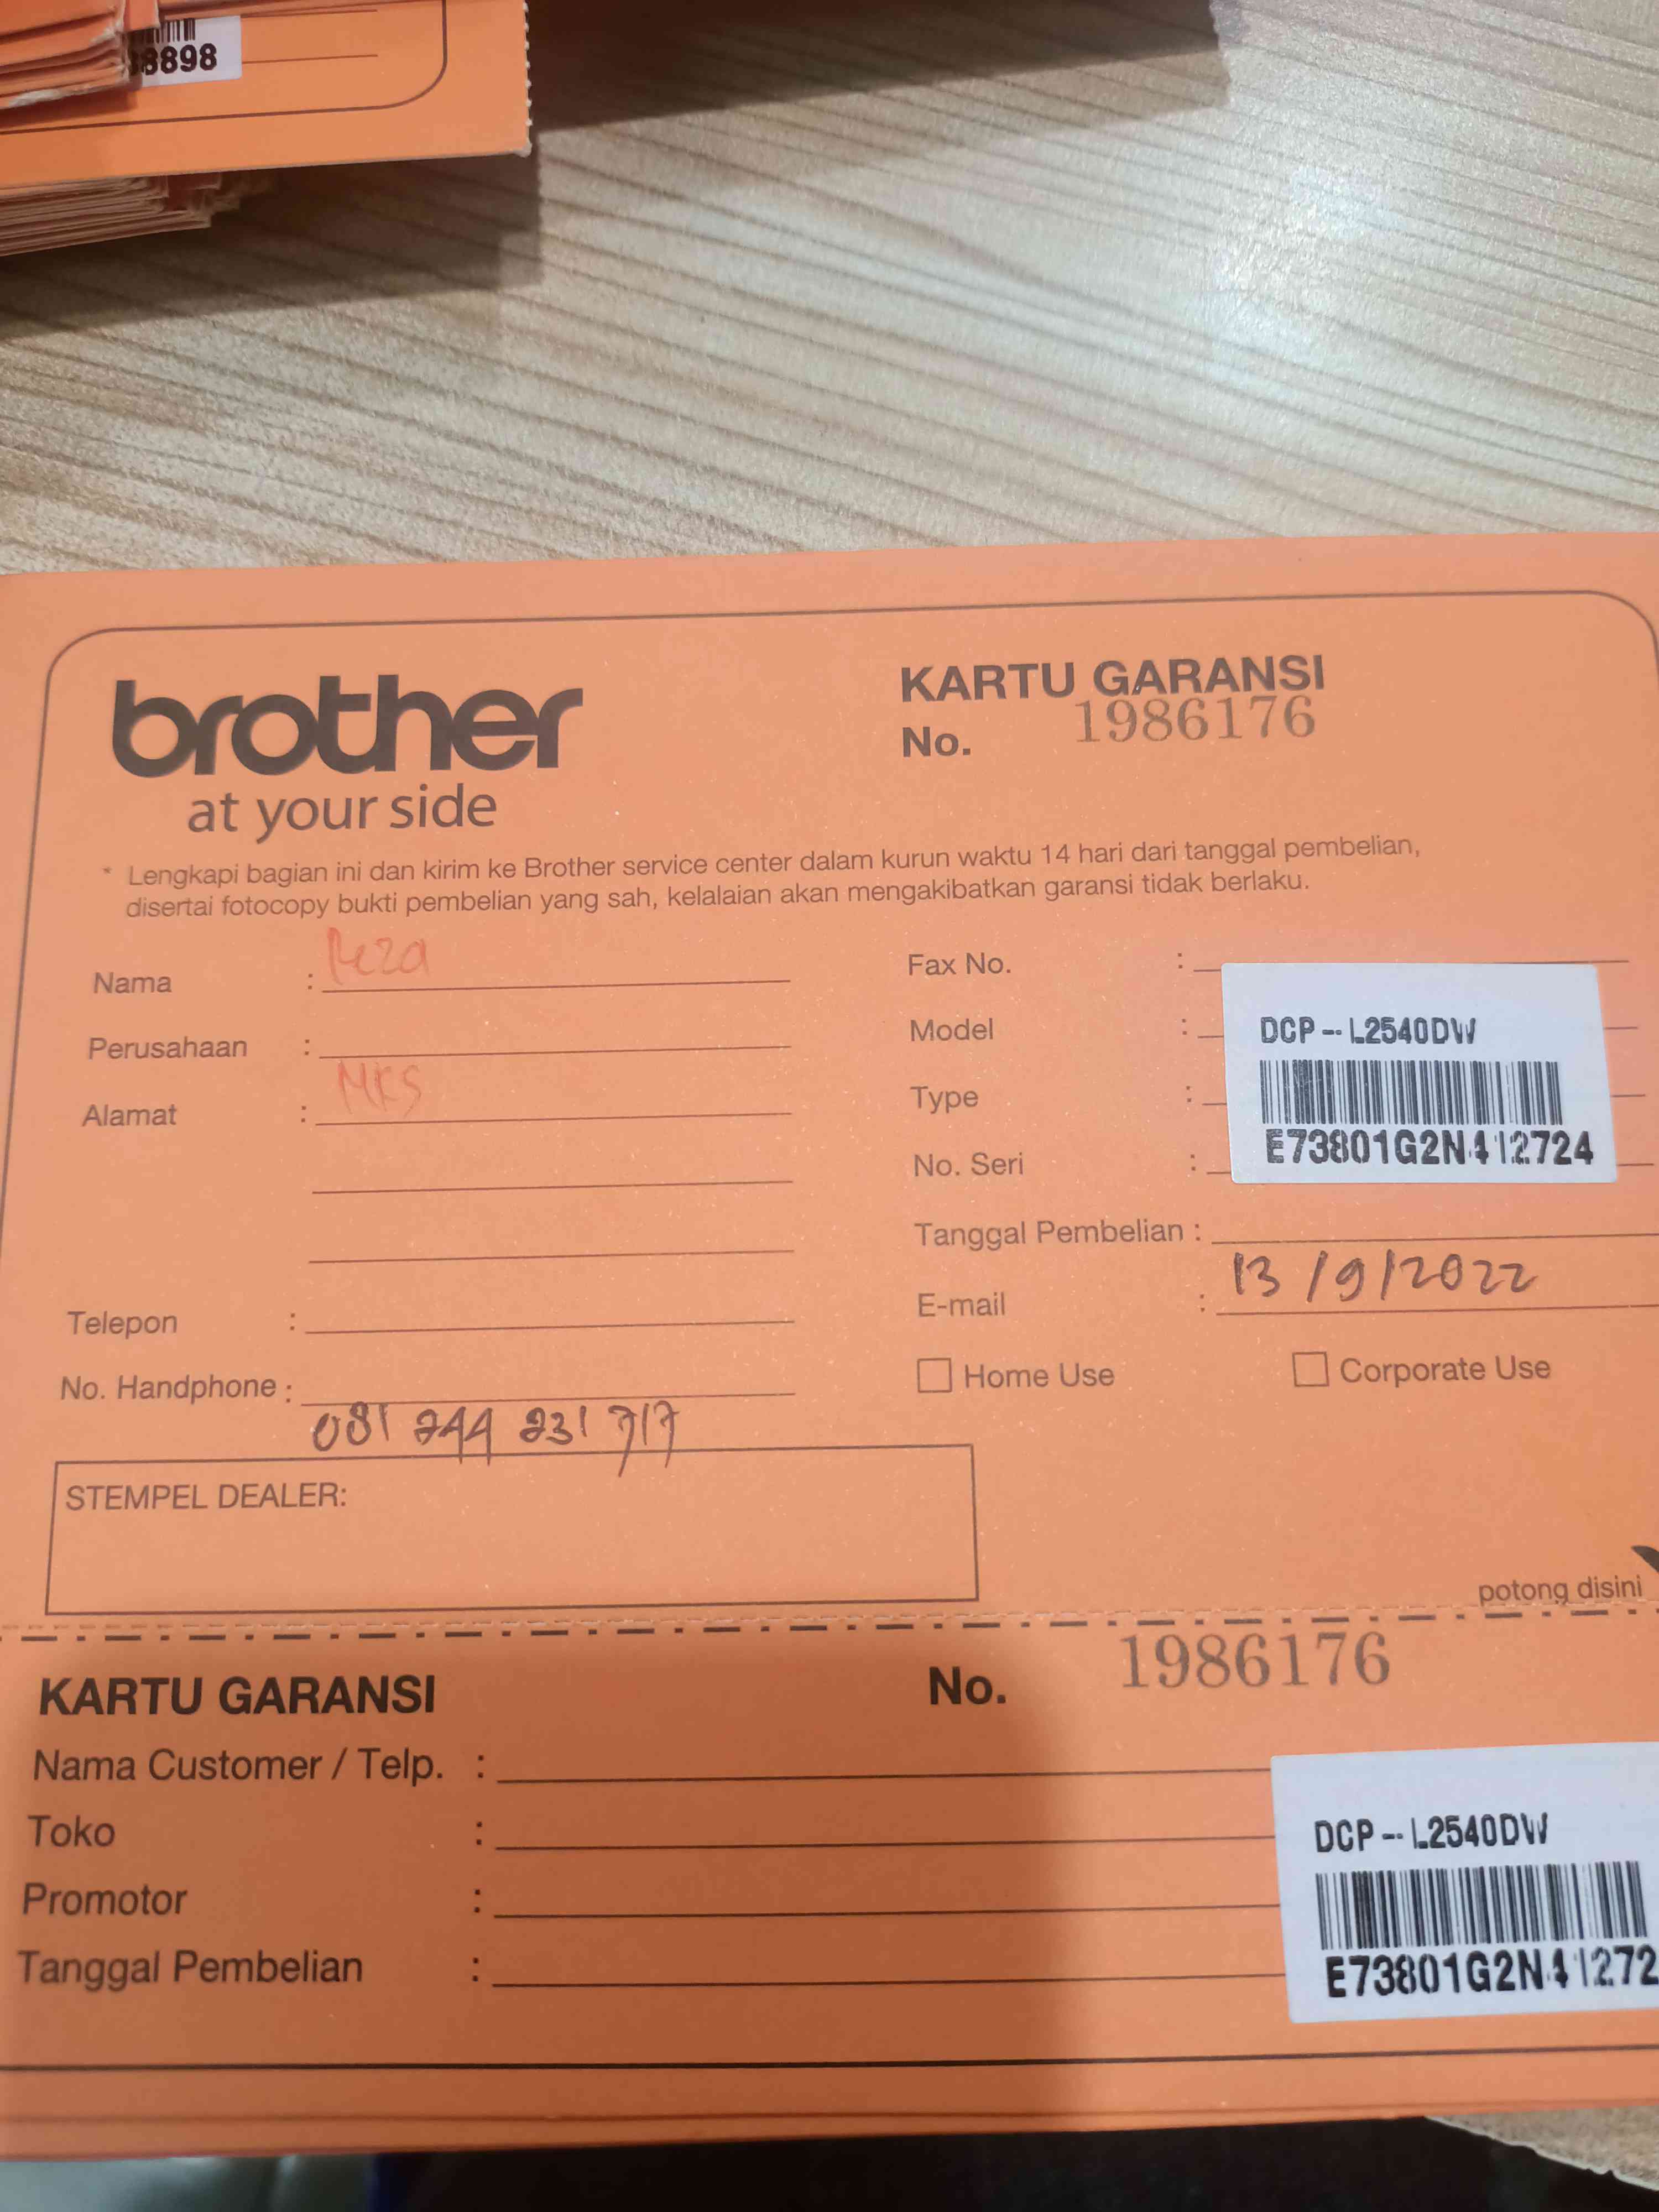 8898
brother
at your side
KARTU GARANSI
No. 1986176
* Lengkapi bagian ini dan kirim ke Brother service center dalam kurun waktu 14 hari dari tanggal pembelian,
disertai fotocopy bukti pembelian yang sah, kelalaian akan mengakibatkan garansi tidak berlaku.
Nama : Reza
Perusahaan :
Alamat : MKS
Telepon :
No. Handphone :
081 244 231 717
Fax No. :
Model :
Type :
No. Seri :
DCP-L2540DW
E73801G2N412724
Tanggal Pembelian :
13/9/2022
E-mail :
Home Use
Corporate Use
STEMPEL DEALER:
potong disini
KARTU GARANSI
No. 1986176
Nama Customer / Telp. :
Toko :
Promotor :
Tanggal Pembelian :
DCP-L2540DW
E73801G2N41272